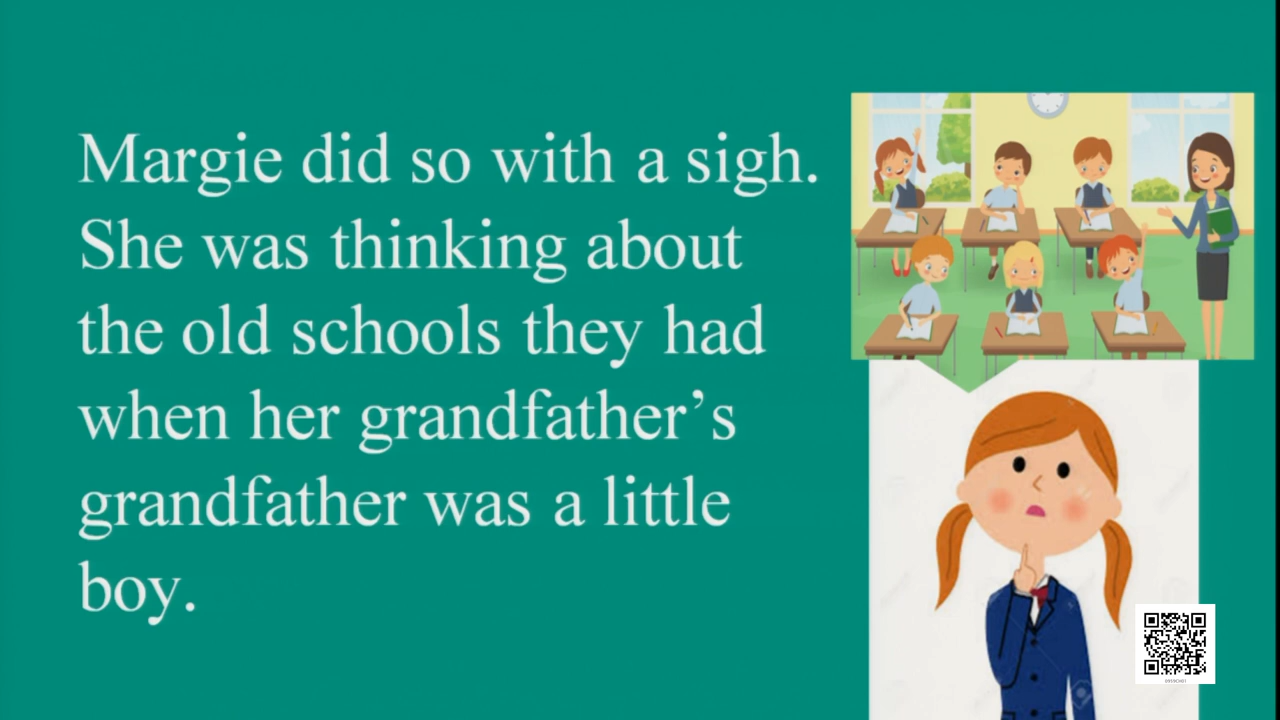 Margie did so with a sigh.
She was thinking about
the old schools they had
when her grandfather’s
grandfather was a little
boy.